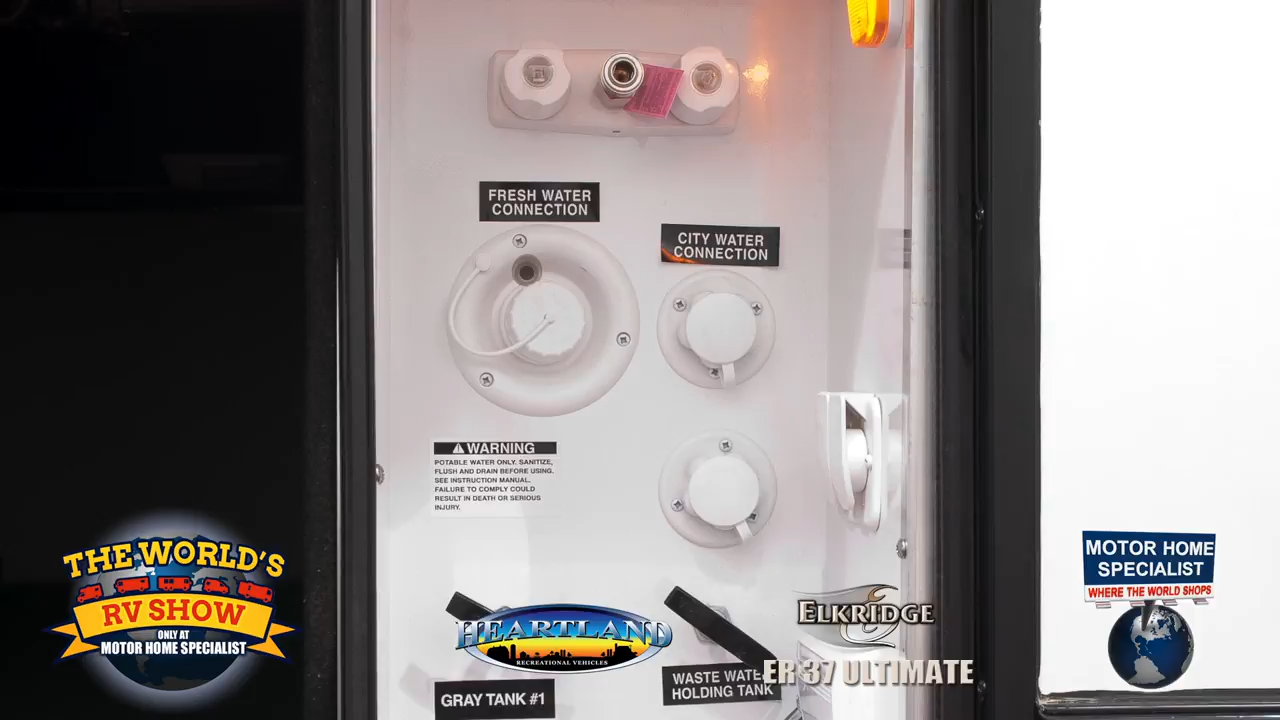 FRESH WATER
CONNECTION
CITY WATER
CONNECTION
WARNING
POTABLE WATER ONLY. SANITIZE,
FLUSH AND DRAIN BEFORE USING.
SEE INSTRUCTION MANUAL.
FAILURE TO COMPLY COULD
RESULT IN DEATH OR SERIOUS
INJURY.
THE WORLD'S
RV SHOW
ONLY AT
MOTOR HOME SPECIALIST
HEARTLAND
RECREATIONAL VEHICLES
ELKRIDGE
ER 37 ULTIMATE
GRAY TANK #1
WASTE WATER
HOLDING TANK
MOTOR HOME
SPECIALIST
WHERE THE WORLD SHOPS